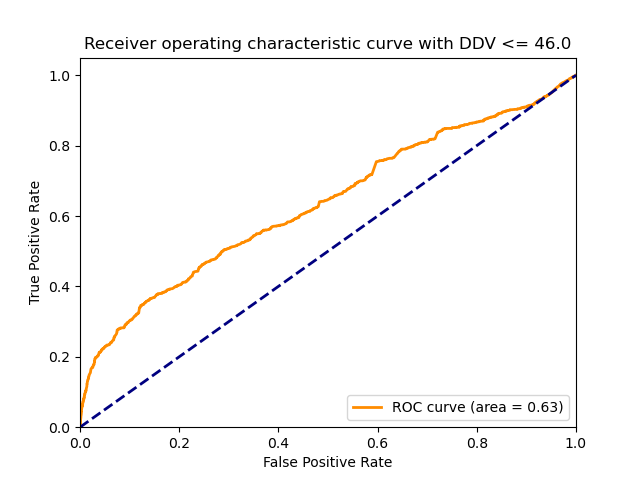 Receiver operating characteristic curve with DDV <= 46.0
True Positive Rate
1.0
0.8
0.6
0.4
0.2
0.0
ROC curve (area = 0.63)
0.0 0.2 0.4 0.6 0.8 1.0
False Positive Rate